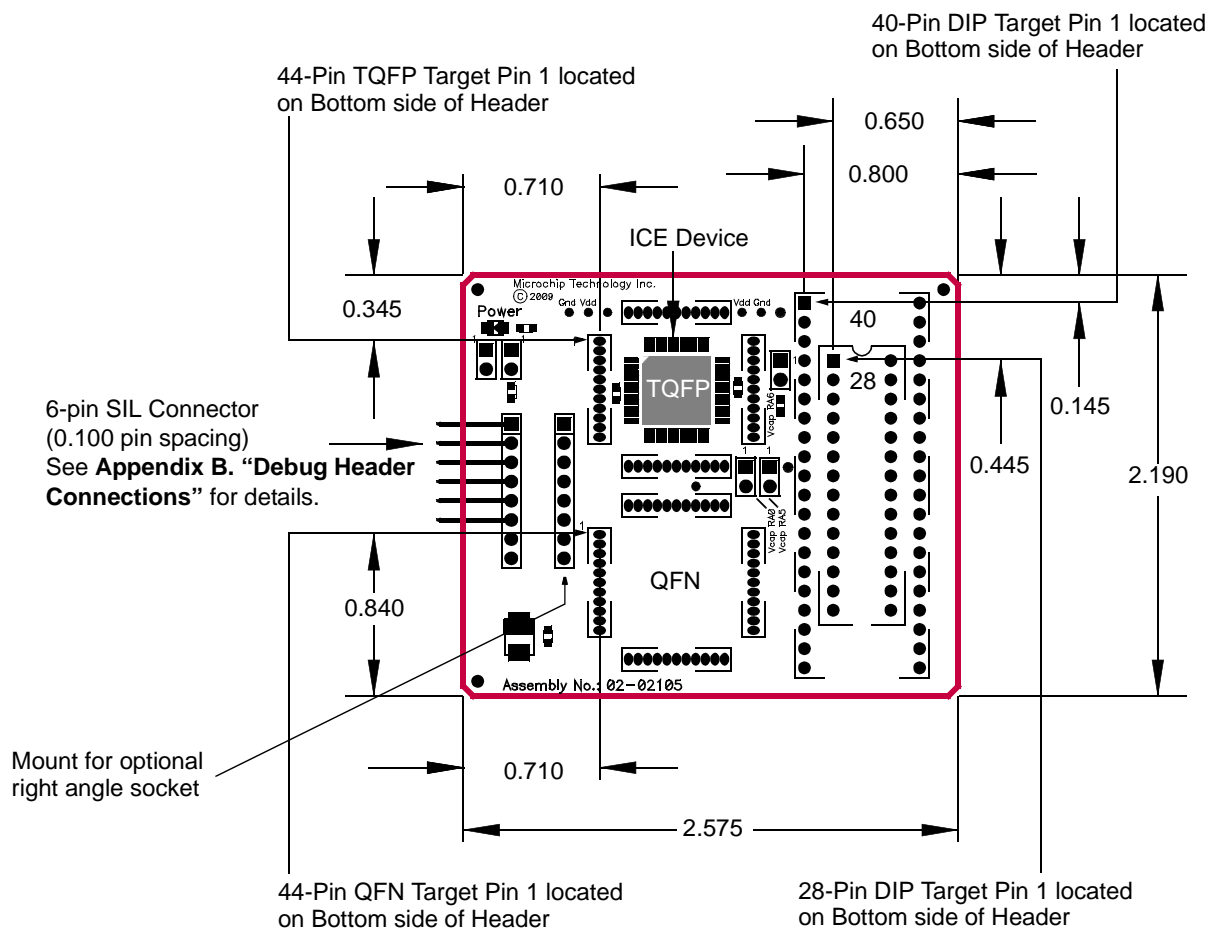 40-Pin DIP Target Pin 1 located
on Bottom side of Header
44-Pin TQFP Target Pin 1 located
on Bottom side of Header
0.650
0.800
0.710
ICE Device
0.345
Microchip Technology Inc.
© 2009
Gnd Vdd
Vdd Gnd
Power
1
1
40
28
TQFP
1
Vcap RA6
0.145
0.445
2.190
6-pin SIL Connector
(0.100 pin spacing)
See Appendix B. “Debug Header
Connections” for details.
1
1
Vcap RA0
Vcap RA5
1
QFN
0.840
Assembly No.: 02-02105
Mount for optional
right angle socket
0.710
2.575
44-Pin QFN Target Pin 1 located
on Bottom side of Header
28-Pin DIP Target Pin 1 located
on Bottom side of Header